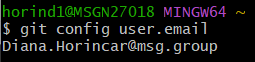 horind1@MSGN27018 MINGW64 ~
$ git config user.email
Diana.Horincar@msg.group